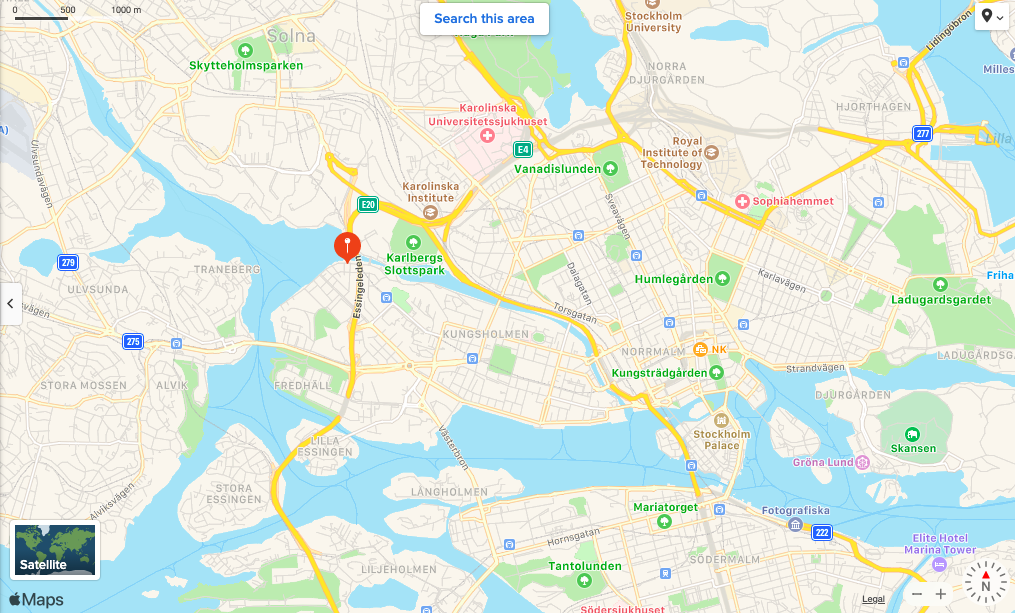 0
500
1000 m
Search this area
Stockholm
University
Lidingöbron
Solna
Skytteholmsparken
NORRA
DJURGÅRDEN
Milles
HJORTHAGEN
Karolinska
Universitetssjukhuset
277
Lilla
Ulvsundavägen
E4
Royal
Institute of
Technology
Vanadislunden
Karolinska
Institute
Sveavägen
Sophiahemmet
E20
Karlbergs
Slottspark
279
TRANEBERG
Essingeleden
Dalagatan
Humlegården
Karlavägen
Friha
ULVSUNDA
Ladugardsgardet
vägen
Torsgatan
KUNGSHOLMEN
275
NORRMALM
NK
LADUGÅRDSG
STORA MOSSEN
ALVIK
FREDHÄLL
Kungsträdgården
Strandvägen
DJURGÅRDEN
Stockholm
Palace
LILLA
ESSINGEN
Västerbron
Skansen
Gröna Lund
STORA
ESSINGEN
Alviksvägen
LÅNGHOLMEN
Mariatorget
Fotografiska
222
Hornsgatan
Elite Hotel
Marina Tower
SÖDERMALM
Satellite
LILJEHOLMEN
Tantolunden
N
Maps
Legal
Södersjukhuset